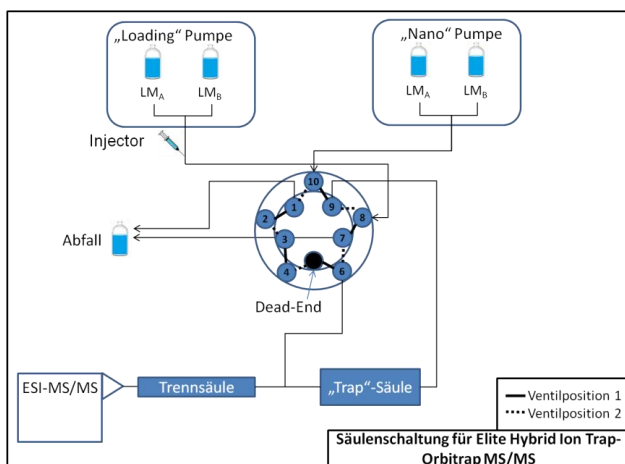 „Loading“ Pumpe
„Nano“ Pumpe
LMA
LMB
LMA
LMB
Injector
10
1
9
2
8
3
7
4
6
Abfall
Dead-End
ESI-MS/MS
Trennsäule
„Trap“-Säule
Ventilposition 1
Ventilposition 2
Säulenschaltung für Elite Hybrid Ion Trap-
Orbitrap MS/MS